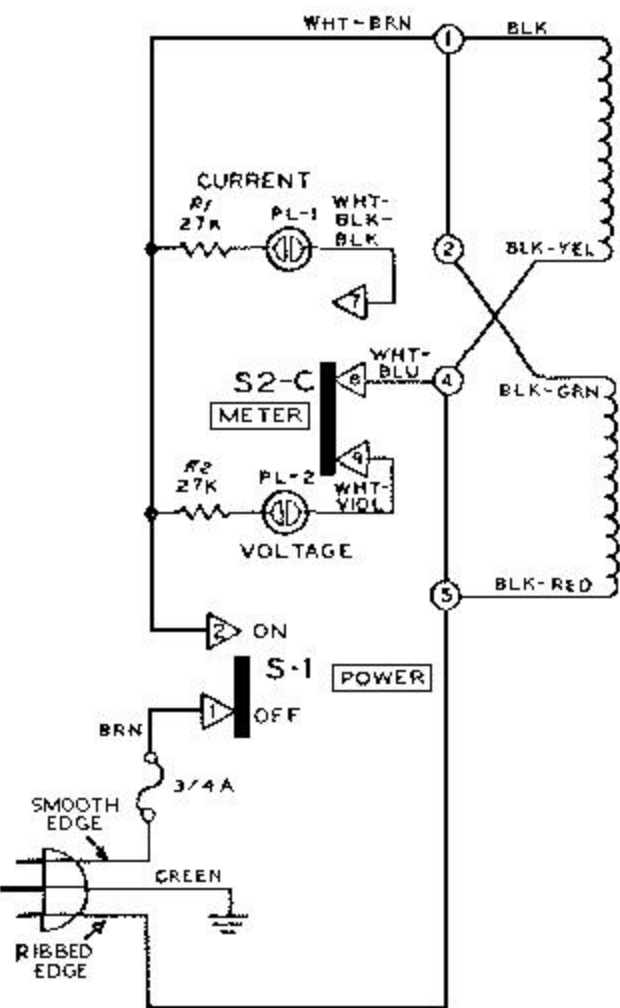 WHT-BRN
1
BLK
CURRENT
R1
27K
PL-1
WHT-
BLK-
BLK
2
BLK-YEL
7
WHT-
BLU
S2-C
8
4
BLK-GRN
METER
9
R2
27K
PL-2
WHT-
VIOL
VOLTAGE
BLK-RED
2 ON
S-1
POWER
1
OFF
BRN
3/4A
SMOOTH
EDGE
GREEN
RIBBED
EDGE